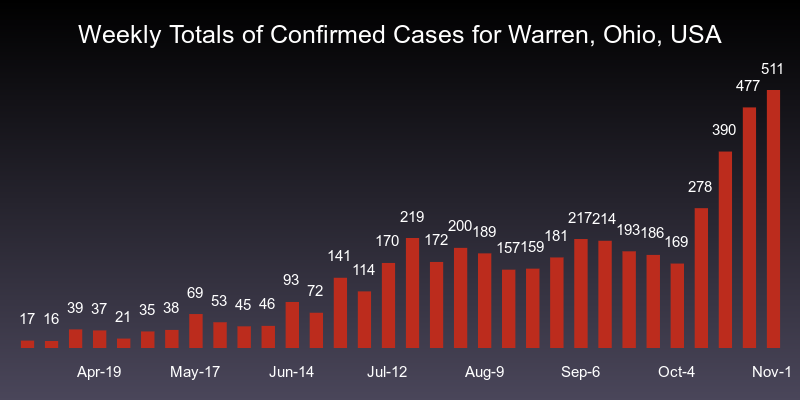 Weekly Totals of Confirmed Cases for Warren, Ohio, USA
17 16 39 37 21 35 38 69 53 45 46 93 72 141 114 170 219 172 200 189 157 159 181 217 214 193 186 169 278 390 477 511
Apr-19 May-17 Jun-14 Jul-12 Aug-9 Sep-6 Oct-4 Nov-1